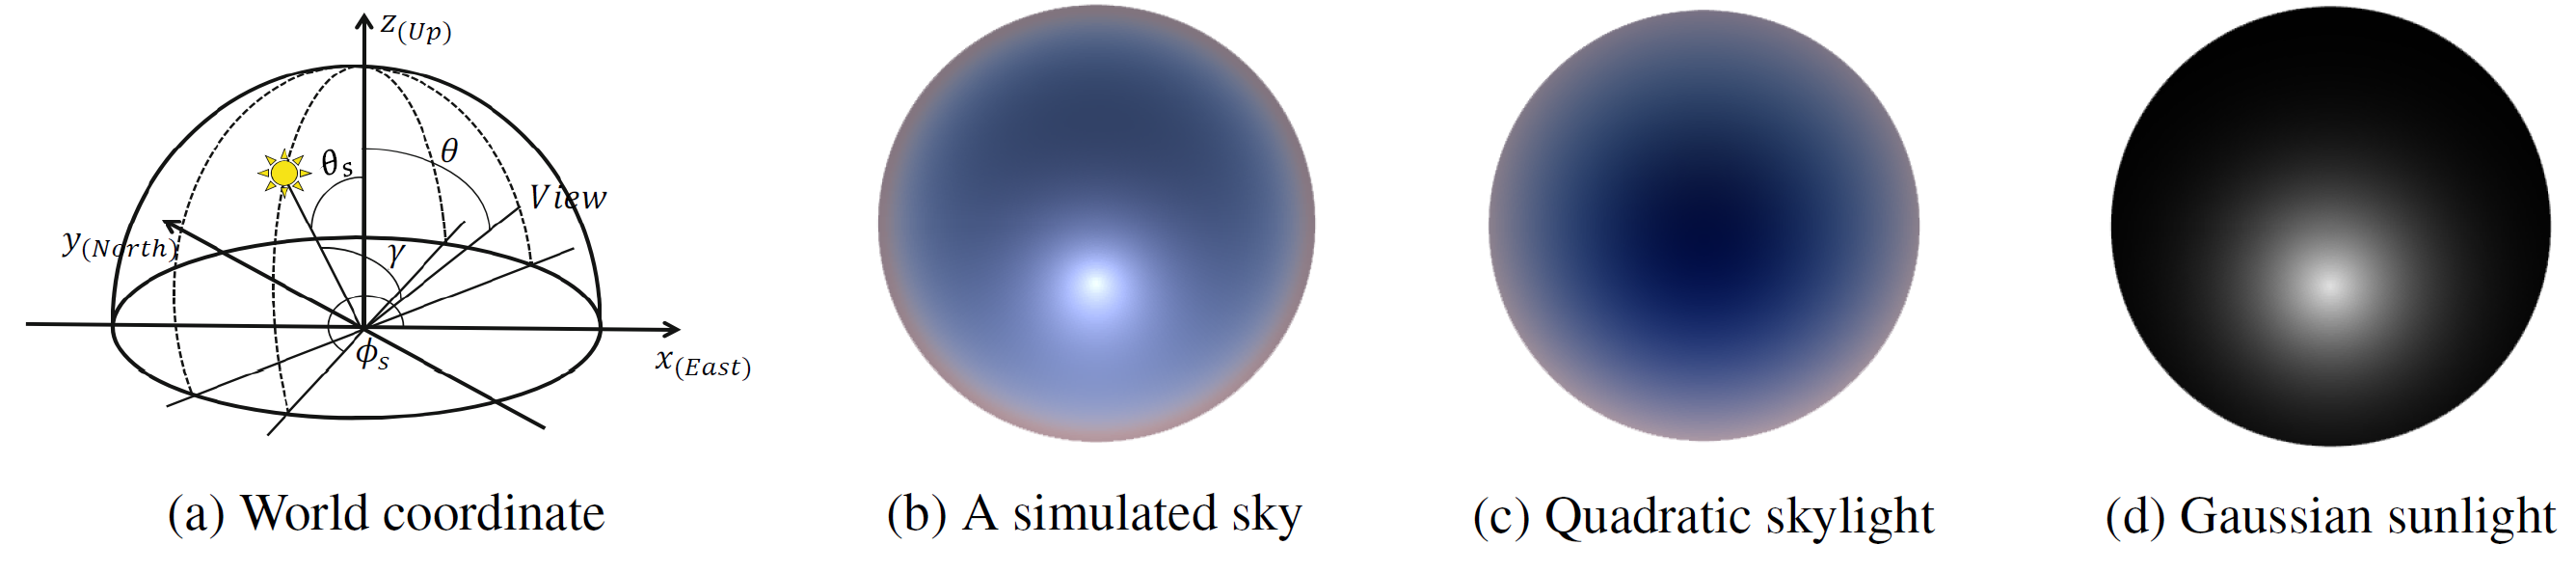 z(Up)
θs
θ
View
y(North)
γ
ϕs
x(East)
(a) World coordinate
(b) A simulated sky
(c) Quadratic skylight
(d) Gaussian sunlight